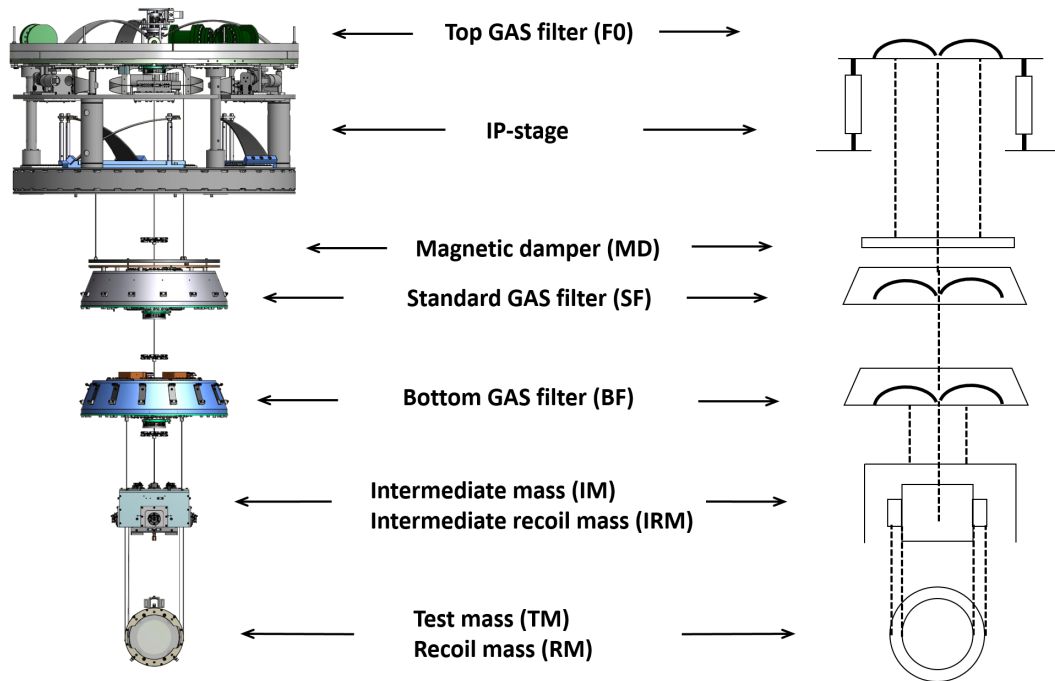 Top GAS filter (F0)
IP-stage
Magnetic damper (MD)
Standard GAS filter (SF)
Bottom GAS filter (BF)
Intermediate mass (IM)
Intermediate recoil mass (IRM)
Test mass (TM)
Recoil mass (RM)